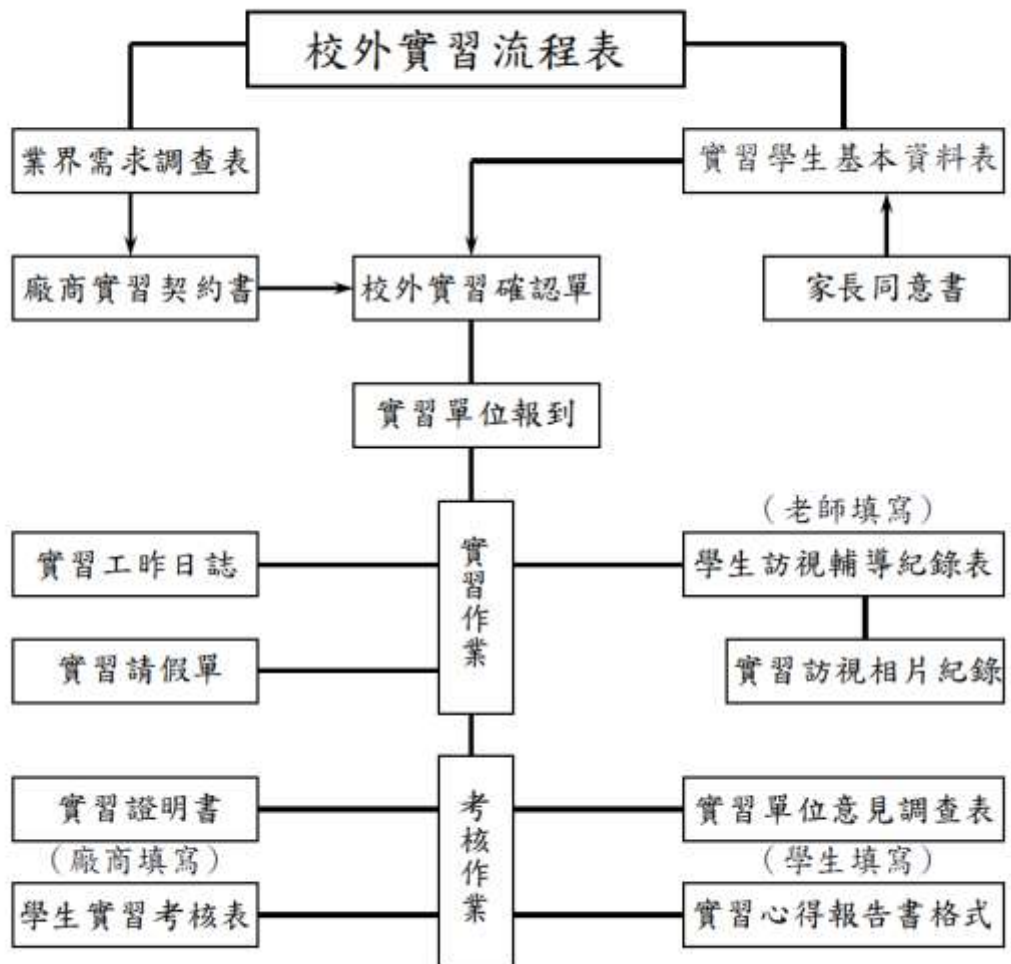 校外實習流程表
業界需求調查表
實習學生基本資料表
廠商實習契約書
校外實習確認單
家長同意書
實習單位報到
實習作業
(老師填寫)
實習工昨日誌
學生訪視輔導紀錄表
實習請假單
實習訪視相片紀錄
考核作業
實習證明書
實習單位意見調查表
(廠商填寫)
(學生填寫)
學生實習考核表
實習心得報告書格式